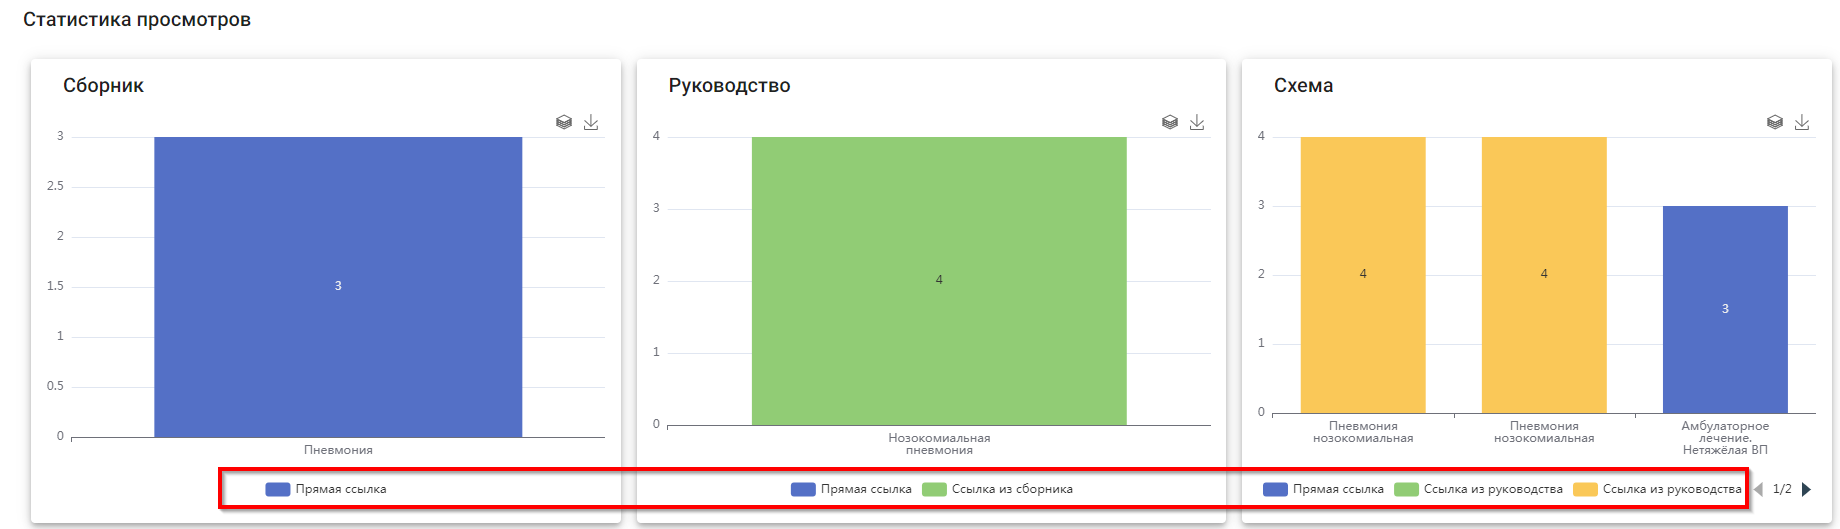 Статистика просмотров
Сборник
3
2.5
2
1.5
1
0.5
0
3
Пневмония
Прямая ссылка
Руководство
4
3
2
1
0
4
Нозокомиальная
пневмония
Прямая ссылка Ссылка из сборника
Схема
4
3
2
1
0
4
4
3
Пневмония
нозокомиальная
Пневмония
нозокомиальная
Амбулаторное
лечение.
Нетяжёлая ВП
Прямая ссылка Ссылка из руководства Ссылка из руководства 1/2